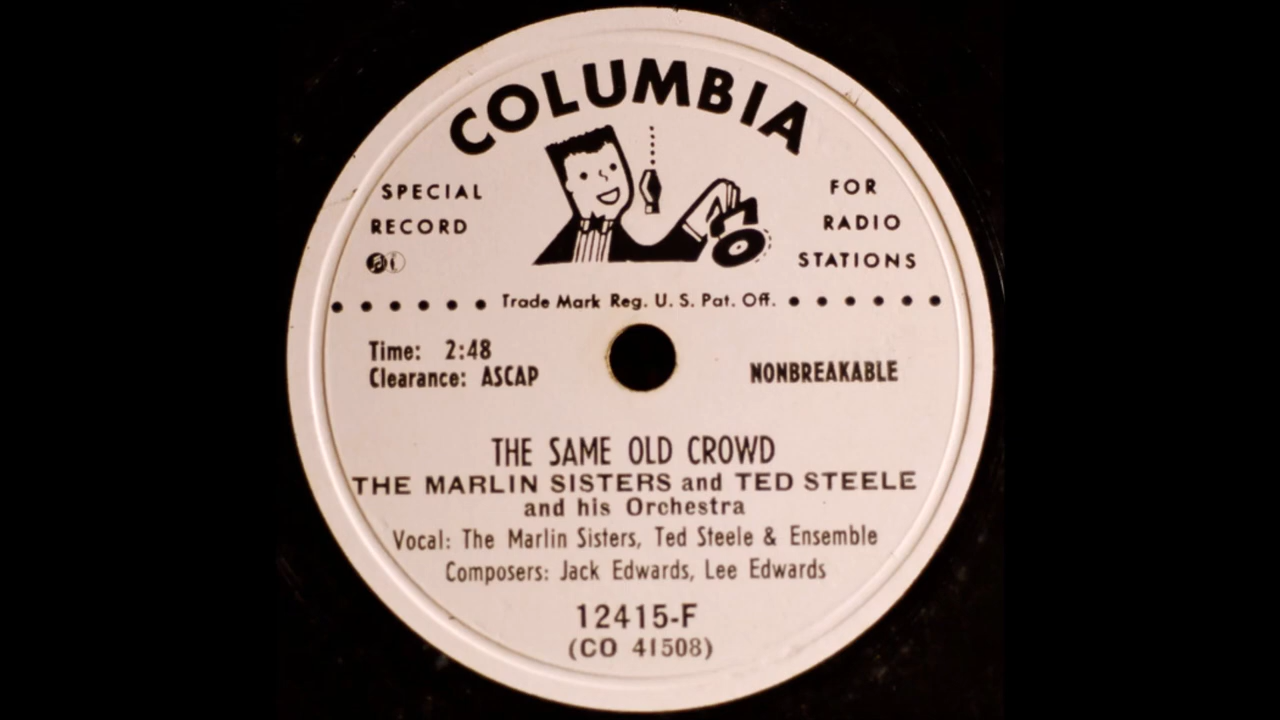 COLUMBIA
SPECIAL
RECORD
FOR
RADIO
STATIONS
Trade Mark Reg. U. S. Pat. Off.
Time: 2:48
Clearance: ASCAP
NONBREAKABLE
THE SAME OLD CROWD
THE MARLIN SISTERS and TED STEELE
and his Orchestra
Vocal: The Marlin Sisters, Ted Steele & Ensemble
Composers: Jack Edwards, Lee Edwards
12415-F
(CO 41508)